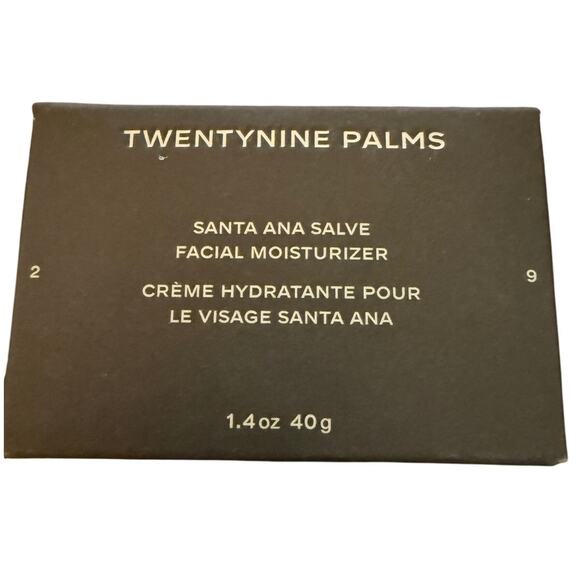 TWENTYNINE PALMS
SANTA ANA SALVE
FACIAL MOISTURIZER
2
9
CRÈME HYDRATANTE POUR
LE VISAGE SANTA ANA
1.4oz 40g